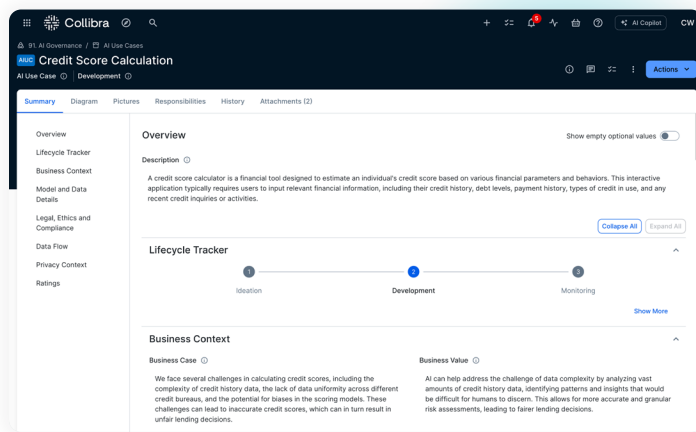 Collibra
5
AI Copilot
CW
91. AI Governance / AI Use Cases
AIUC Credit Score Calculation
AI Use Case Development
Actions
Summary Diagram Pictures Responsibilities History Attachments (2)
Overview
Lifecycle Tracker
Business Context
Model and Data
Details
Legal, Ethics and
Compliance
Data Flow
Privacy Context
Ratings
Overview
Show empty optional values
Description
A credit score calculator is a financial tool designed to estimate an individual's credit score based on various financial parameters and behaviors. This interactive
application typically requires users to input relevant financial information, including their credit history, debt levels, payment history, types of credit in use, and any
recent credit inquiries or activities.
Collapse All Expand All
Lifecycle Tracker
1 2 3
Ideation Development Monitoring
Show More
Business Context
Business Case
We face several challenges in calculating credit scores, including the
complexity of credit history data, the lack of data uniformity across different
credit bureaus, and the potential for biases in the scoring models. These
challenges can lead to inaccurate credit scores, which can in turn result in
unfair lending decisions.
Business Value
AI can help address the challenge of data complexity by analyzing vast
amounts of credit history data, identifying patterns and insights that would
be difficult for humans to discern. This allows for more accurate and granular
risk assessments, leading to fairer lending decisions.